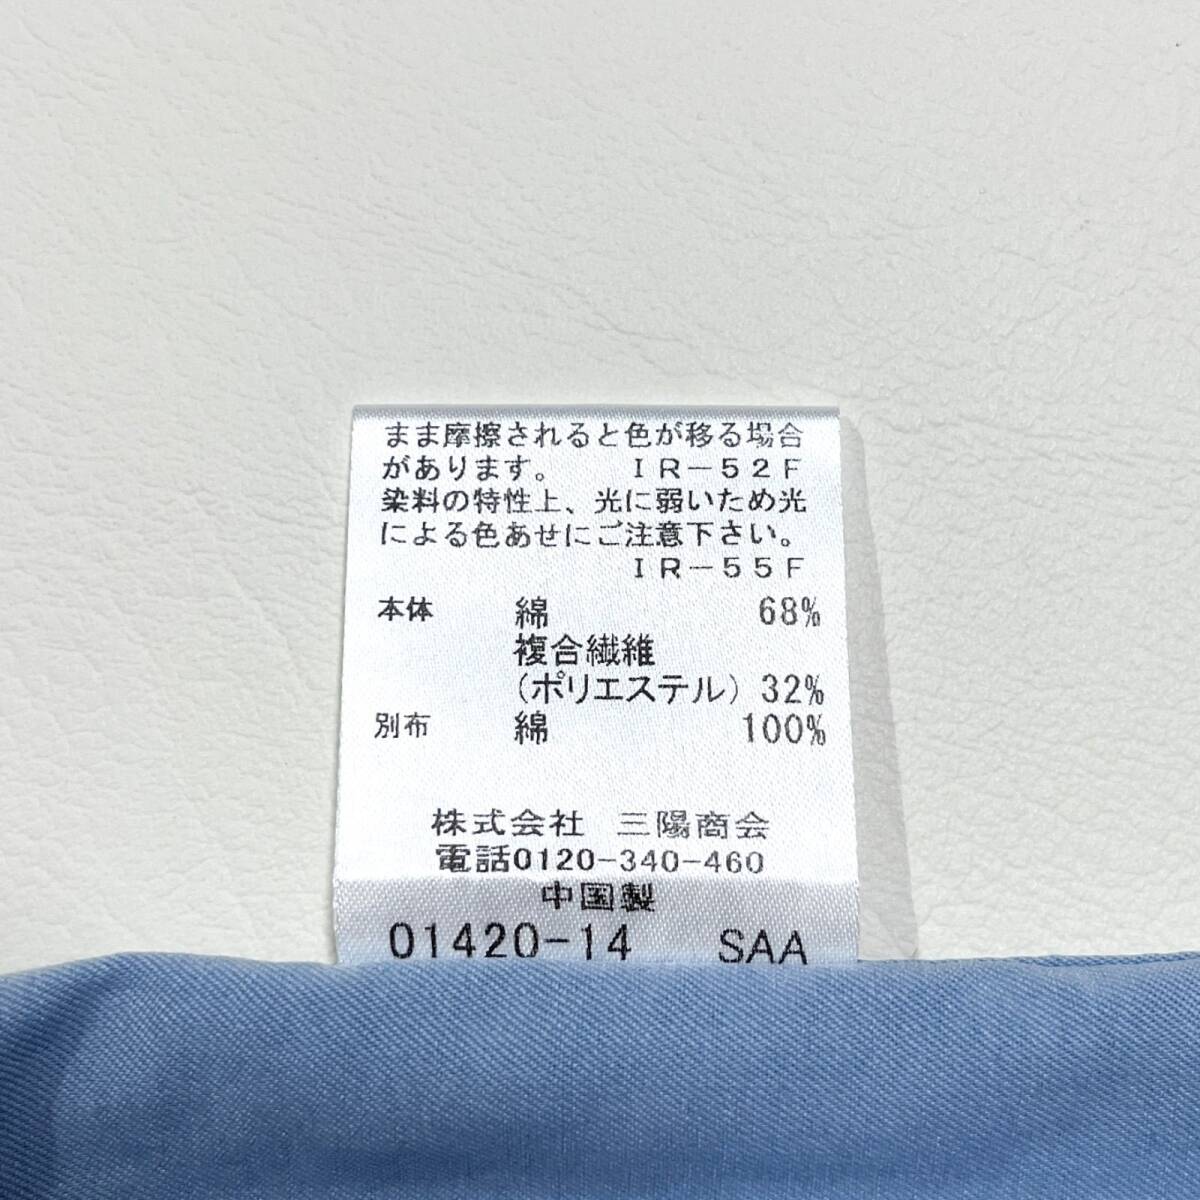 まま摩擦されると色が移る場合
があります。 ＩＲ－５２Ｆ
染料の特性上、光に弱いため光
による色あせにご注意下さい。
ＩＲ－５５Ｆ
本体 綿 68%
複合繊維
(ポリエステル) 32%
別布 綿 100%
株式会社 三陽商会
電話0120-340-460
中国製
01420-14 SAA